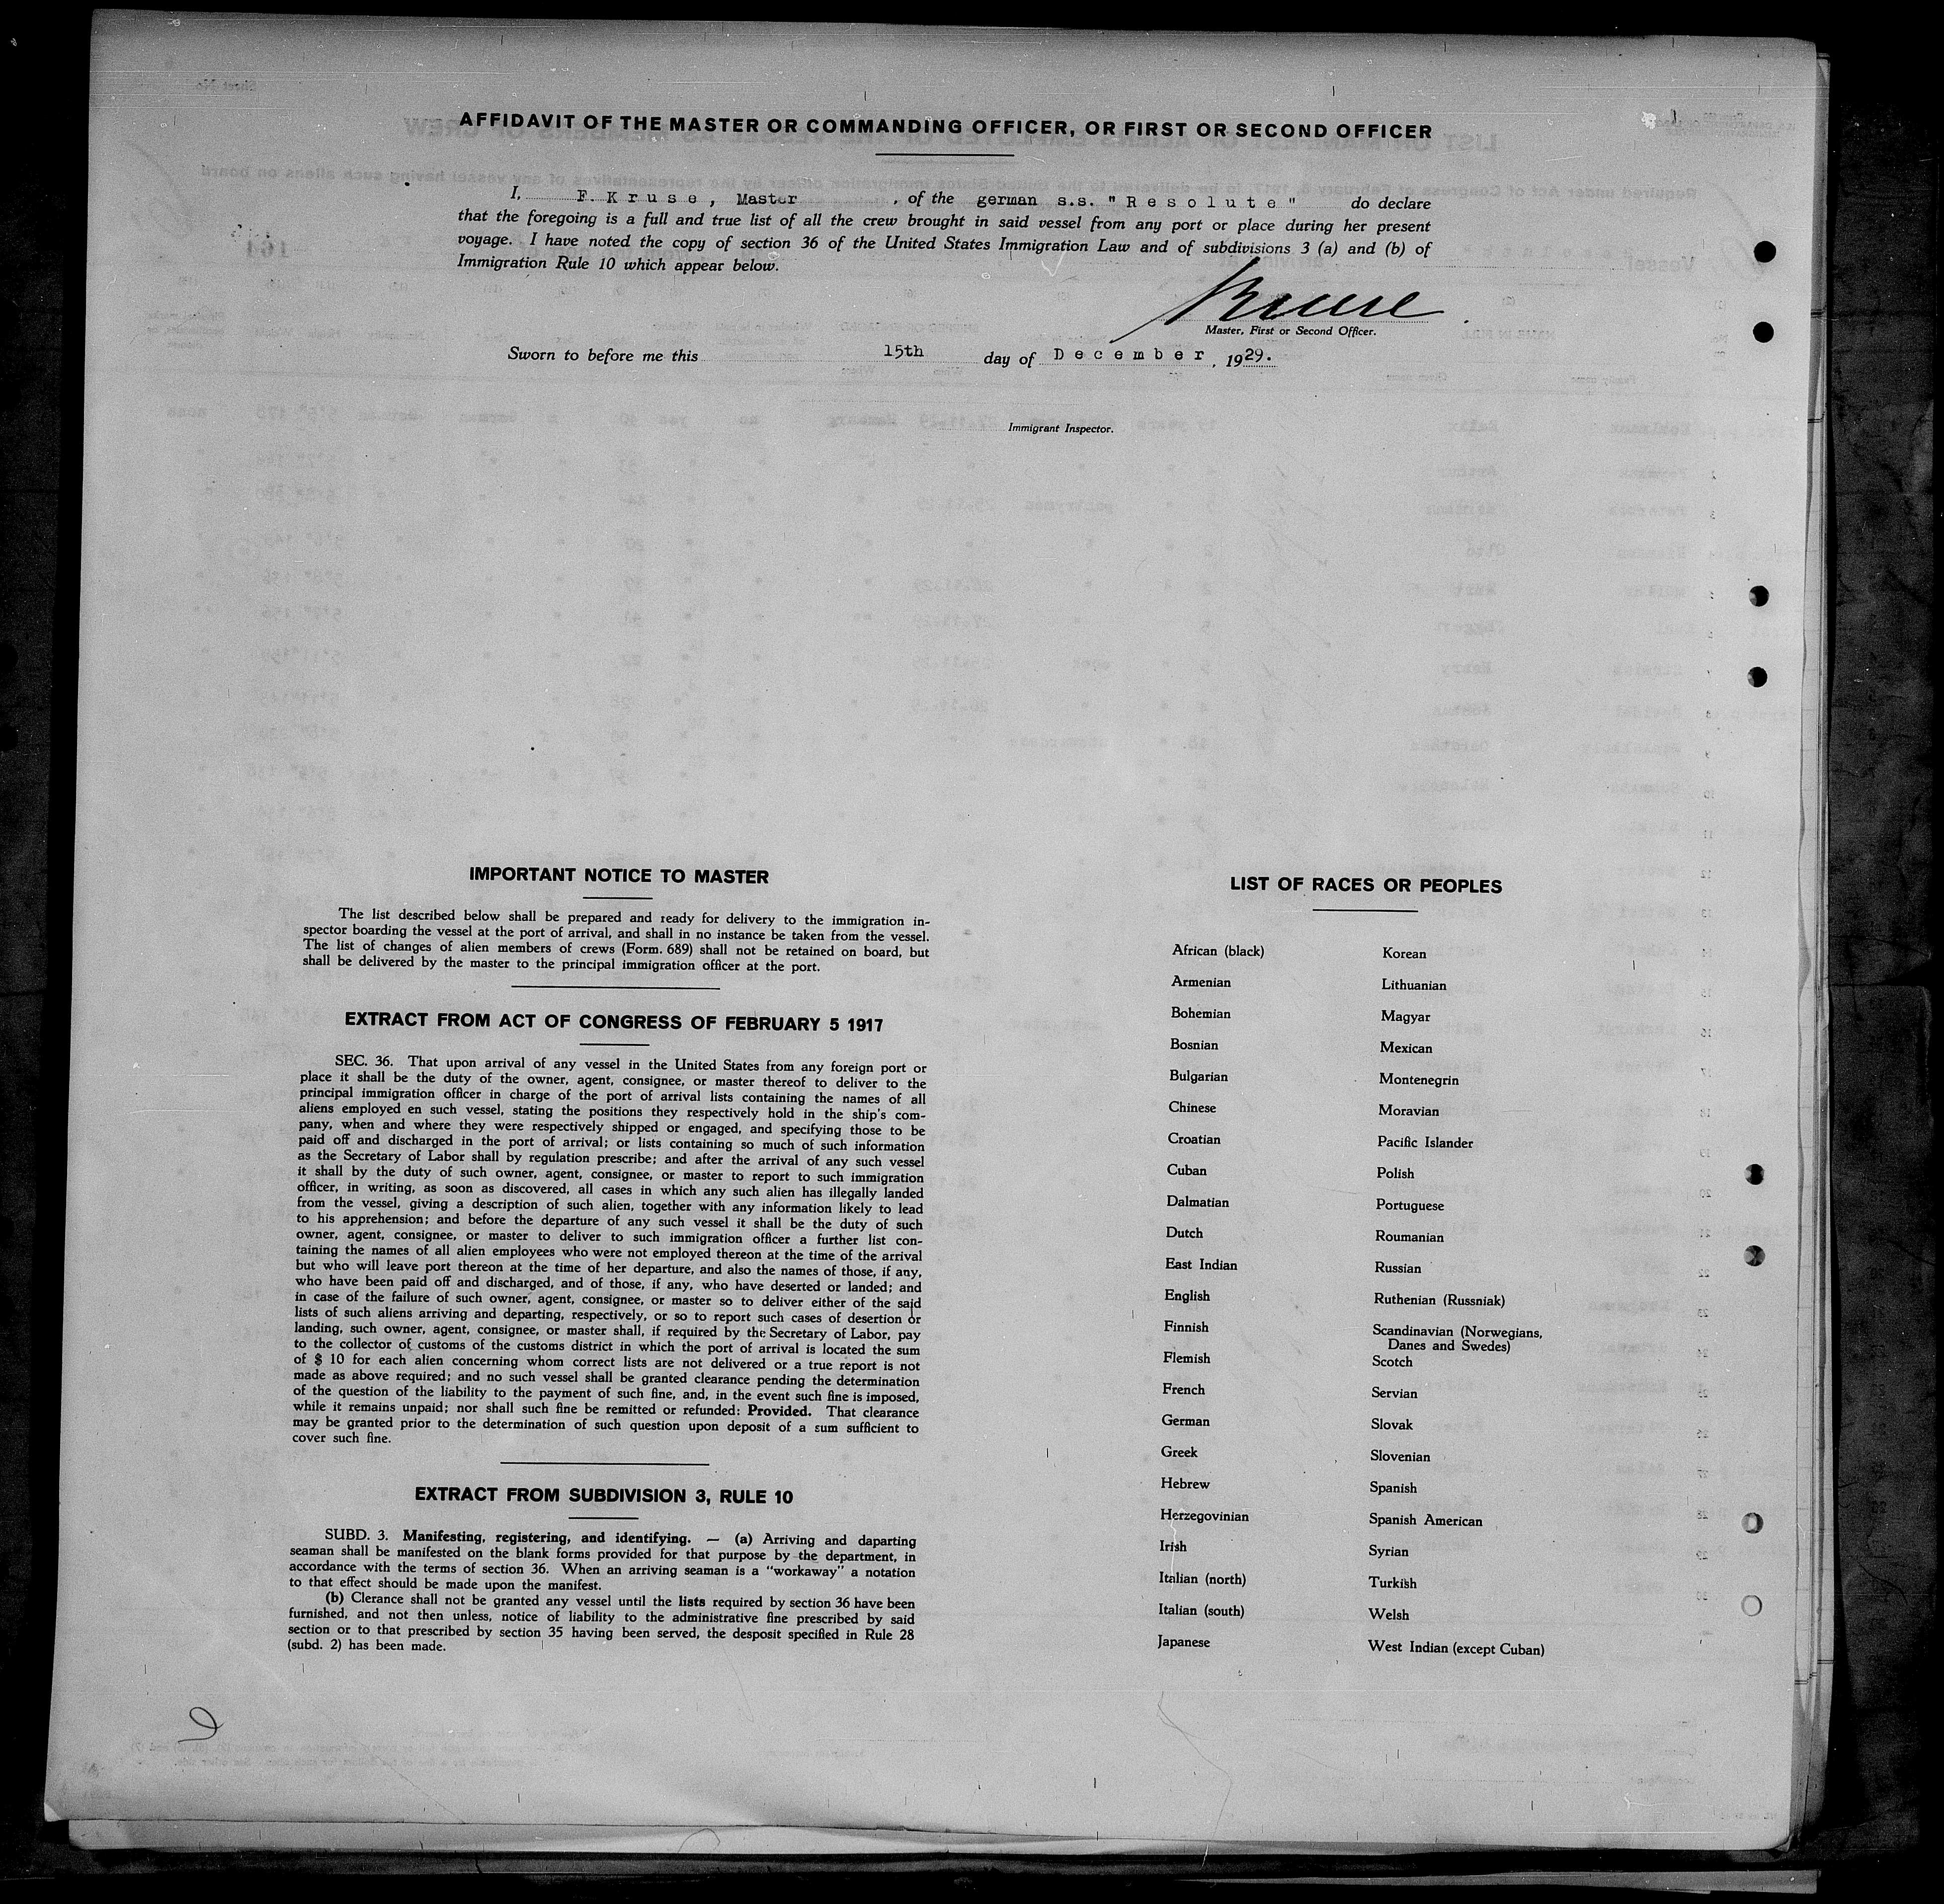 AFFIDAVIT OF THE MASTER OR COMMANDING OFFICER, OR FIRST OR SECOND OFFICER
I, F. Kruse, Master , of the german s.s. "Resolute" do declare
that the foregoing is a full and true list of all the crew brought in said vessel from any port or place during her present
voyage. I have noted the copy of section 36 of the United States Immigration Law and of subdivisions 3 (a) and (b) of
Immigration Rule 10 which appear below.
Kruse
Master, First or Second Officer.
Sworn to before me this 15th day of December, 1929.
Immigrant Inspector.
IMPORTANT NOTICE TO MASTER
The list described below shall be prepared and ready for delivery to the immigration in-
spector boarding the vessel at the port of arrival, and shall in no instance be taken from the vessel.
The list of changes of alien members of crews (Form. 689) shall not be retained on board, but
shall be delivered by the master to the principal immigration officer at the port.
EXTRACT FROM ACT OF CONGRESS OF FEBRUARY 5 1917
SEC. 36. That upon arrival of any vessel in the United States from any foreign port or
place it shall be the duty of the owner, agent, consignee, or master thereof to deliver to the
principal immigration officer in charge of the port of arrival lists containing the names of all
aliens employed en such vessel, stating the positions they respectively hold in the ship's com-
pany, when and where they were respectively shipped or engaged, and specifying those to be
paid off and discharged in the port of arrival; or lists containing so much of such information
as the Secretary of Labor shall by regulation prescribe; and after the arrival of any such vessel
it shall by the duty of such owner, agent, consignee, or master to report to such immigration
officer, in writing, as soon as discovered, all cases in which any such alien has illegally landed
from the vessel, giving a description of such alien, together with any information likely to lead
to his apprehension; and before the departure of any such vessel it shall be the duty of such
owner, agent, consignee, or master to deliver to such immigration officer a further list con-
taining the names of all alien employees who were not employed thereon at the time of the arrival
but who will leave port thereon at the time of her departure, and also the names of those, if any,
who have been paid off and discharged, and of those, if any, who have deserted or landed; and
in case of the failure of such owner, agent, consignee, or master so to deliver either of the said
lists of such aliens arriving and departing, respectively, or so to report such cases of desertion or
landing, such owner, agent, consignee, or master shall, if required by the Secretary of Labor, pay
to the collector of customs of the customs district in which the port of arrival is located the sum
of $ 10 for each alien concerning whom correct lists are not delivered or a true report is not
made as above required; and no such vessel shall be granted clearance pending the determination
of the question of the liability to the payment of such fine, and, in the event such fine is imposed,
while it remains unpaid; nor shall such fine be remitted or refunded: Provided. That clearance
may be granted prior to the determination of such question upon deposit of a sum sufficient to
cover such fine.
EXTRACT FROM SUBDIVISION 3, RULE 10
SUBD. 3. Manifesting, registering, and identifying. — (a) Arriving and daparting
seaman shall be manifested on the blank forms provided for that purpose by the department, in
accordance with the terms of section 36. When an arriving seaman is a "workaway" a notation
to that effect should be made upon the manifest.
(b) Clerance shall not be granted any vessel until the lists required by section 36 have been
furnished, and not then unless, notice of liability to the administrative fine prescribed by said
section or to that prescribed by section 35 having been served, the desposit specified in Rule 28
(subd. 2) has been made.
LIST OF RACES OR PEOPLES
African (black)
Armenian
Bohemian
Bosnian
Bulgarian
Chinese
Croatian
Cuban
Dalmatian
Dutch
East Indian
English
Finnish
Flemish
French
German
Greek
Hebrew
Herzegovinian
Irish
Italian (north)
Italian (south)
Japanese
Korean
Lithuanian
Magyar
Mexican
Montenegrin
Moravian
Pacific Islander
Polish
Portuguese
Roumanian
Russian
Ruthenian (Russniak)
Scandinavian (Norwegians,
Danes and Swedes)
Scotch
Servian
Slovak
Slovenian
Spanish
Spanish American
Syrian
Turkish
Welsh
West Indian (except Cuban)